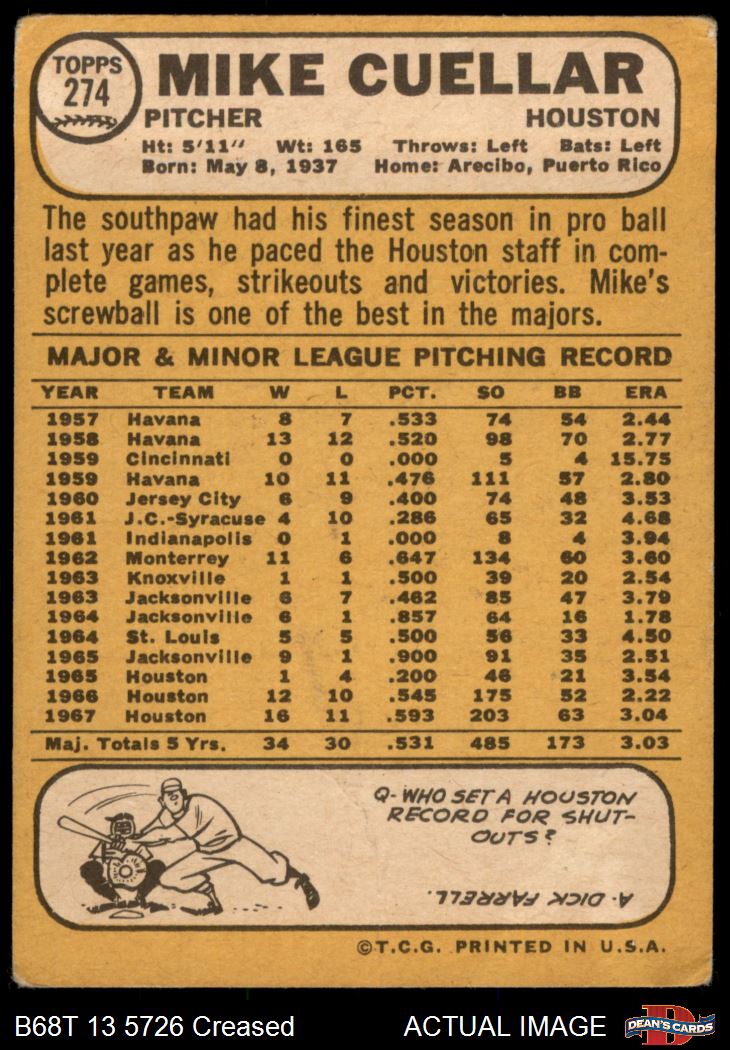 TOPPS
274
MIKE CUELLAR
PITCHER HOUSTON
Ht: 5'11" Wt: 165 Throws: Left Bats: Left
Born: May 8, 1937 Home: Arecibo, Puerto Rico
The southpaw had his finest season in pro ball
last year as he paced the Houston staff in com-
plete games, strikeouts and victories. Mike's
screwball is one of the best in the majors.
MAJOR & MINOR LEAGUE PITCHING RECORD
YEAR TEAM W L PCT. SO BB ERA
1957 Havana 8 7 .533 74 54 2.44
1958 Havana 13 12 .520 98 70 2.77
1959 Cincinnati 0 0 .000 5 4 15.75
1959 Havana 10 11 .476 111 57 2.80
1960 Jersey City 6 9 .400 74 48 3.53
1961 J.C.-Syracuse 4 10 .286 65 32 4.68
1961 Indianapolis 0 1 .000 8 4 3.94
1962 Monterrey 11 6 .647 134 60 3.60
1963 Knoxville 1 1 .500 39 20 2.54
1963 Jacksonville 6 7 .462 85 47 3.79
1964 Jacksonville 6 1 .857 64 16 1.78
1964 St. Louis 5 5 .500 56 33 4.50
1965 Jacksonville 9 1 .900 91 35 2.51
1965 Houston 1 4 .200 46 21 3.54
1966 Houston 12 10 .545 175 52 2.22
1967 Houston 16 11 .593 203 63 3.04
Maj. Totals 5 Yrs. 34 30 .531 485 173 3.03
Q- WHO SET A HOUSTON
RECORD FOR SHUT-
OUTS?
A- DICK FARRELL.
©T.C.G. PRINTED IN U.S.A.
B68T 13 5726 Creased ACTUAL IMAGE
DEAN'S CARDS